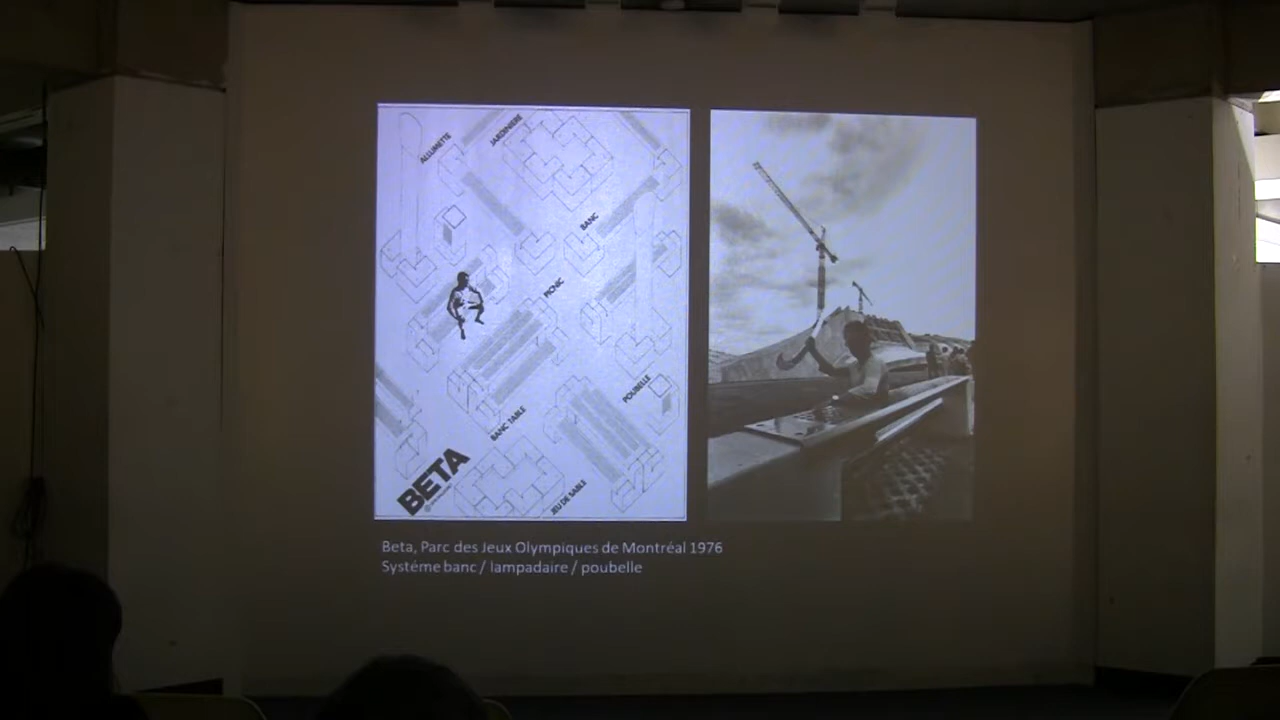 ALLUMETTE
JARDINIERE
BANC
PICNIC
POUBELLE
BANC TABLE
BETA
JEU DE SABLE
Beta, Parc des Jeux Olympiques de Montréal 1976
Systéme banc / lampadaire / poubelle